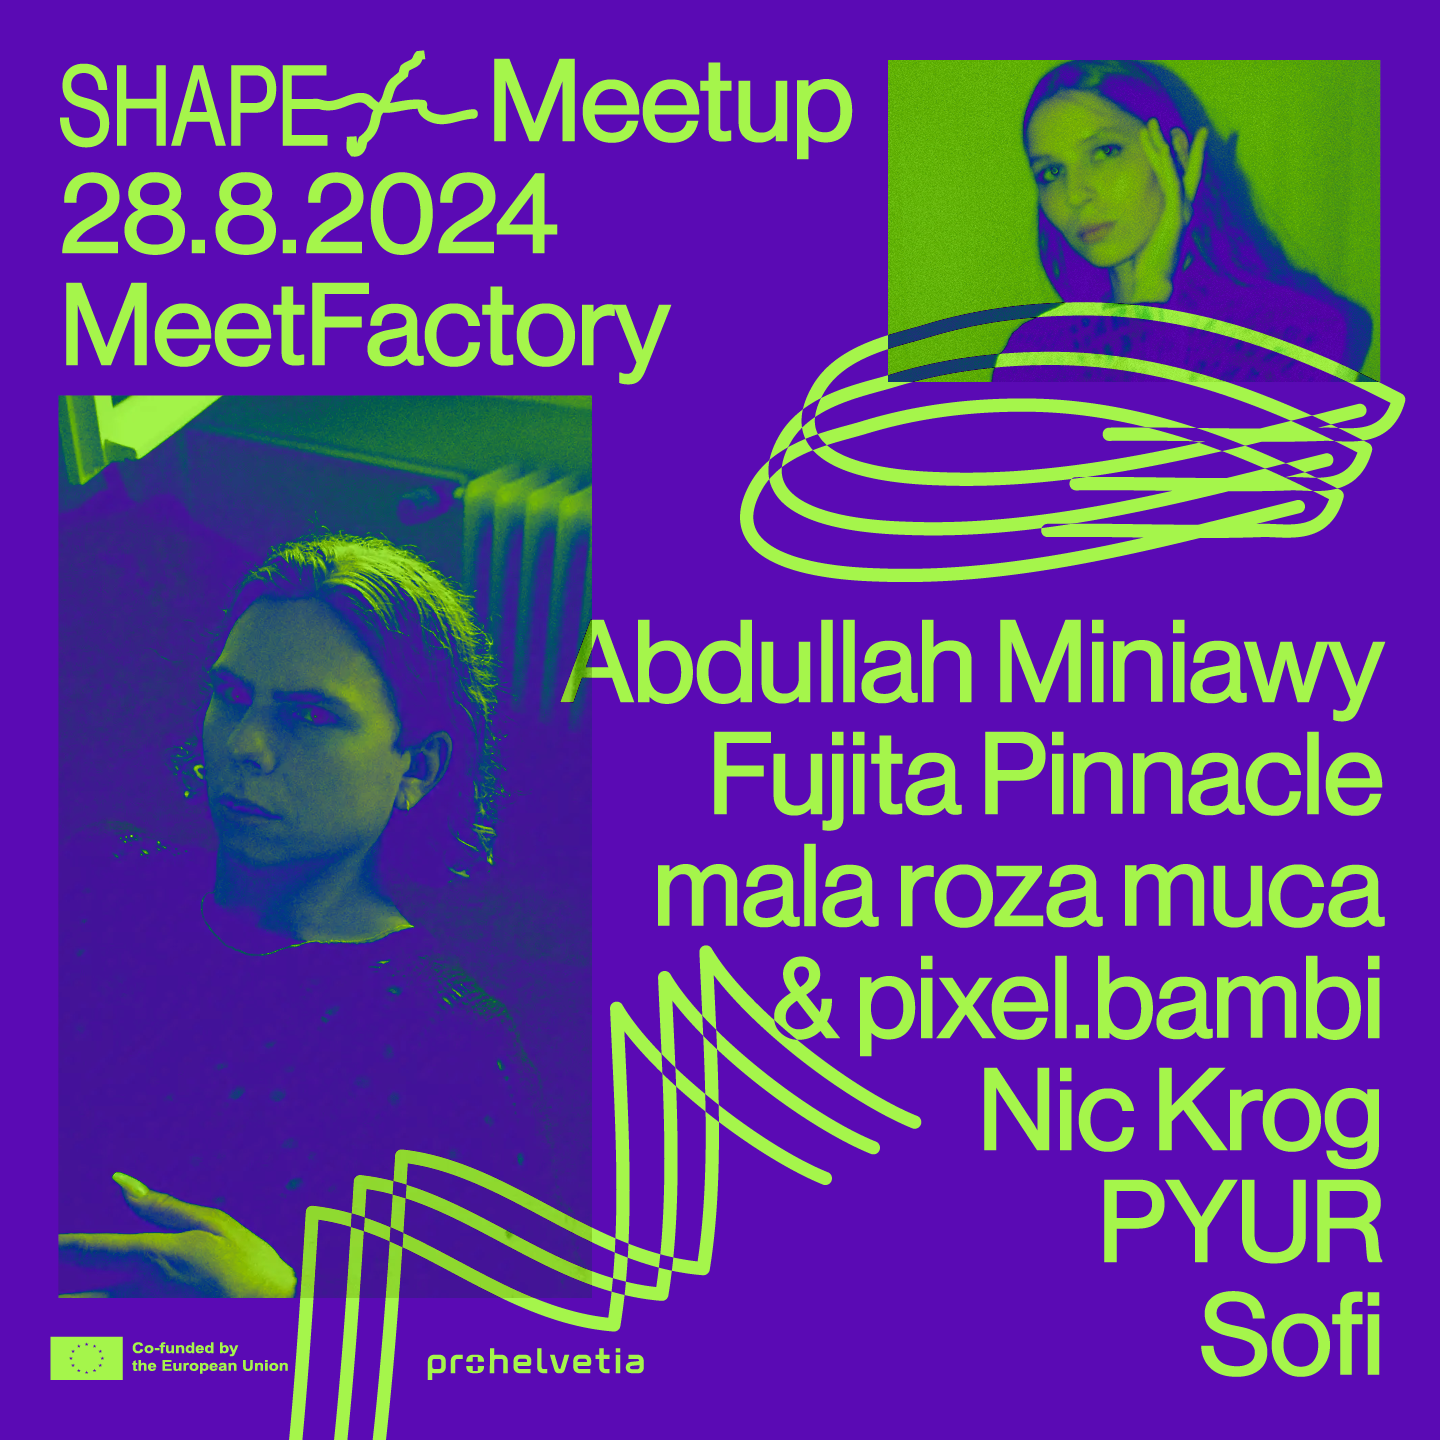 SHAPE+ Meetup
28.8.2024
MeetFactory
Abdullah Miniawy
Fujita Pinnacle
mala roza muca
& pixel.bambi
Nic Krog
PYUR
Sofi
Co-funded by
the European Union
prohelvetia